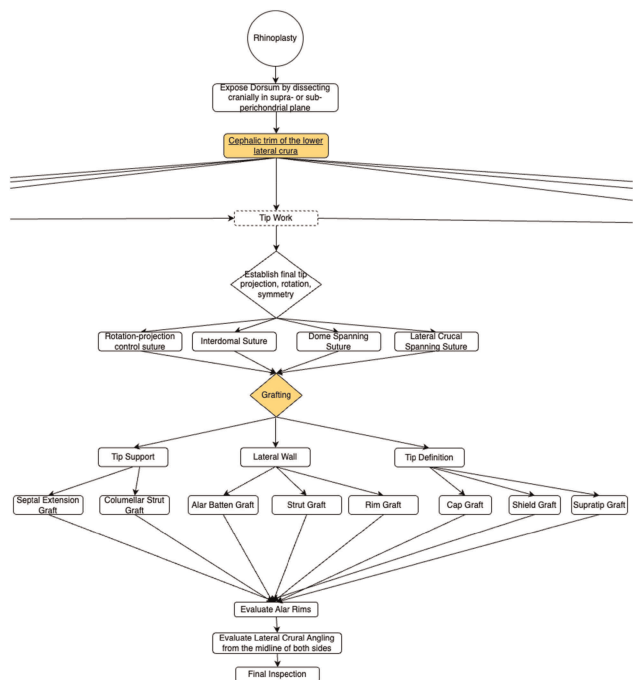 Rhinoplasty
Expose Dorsum by dissecting
cranially in supra- or sub-
perichondrial plane
Cephalic trim of the lower
lateral crura
Tip Work
Establish final tip
projection, rotation,
symmetry
Rotation-projection
control suture
Interdomal Suture
Dome Spanning
Suture
Lateral Crucal
Spanning Suture
Grafting
Tip Support
Lateral Wall
Tip Definition
Septal Extension
Graft
Columellar Strut
Graft
Alar Batten Graft
Strut Graft
Rim Graft
Cap Graft
Shield Graft
Supratip Graft
Evaluate Alar Rims
Evaluate Lateral Crural Angling
from the midline of both sides
Final Inspection